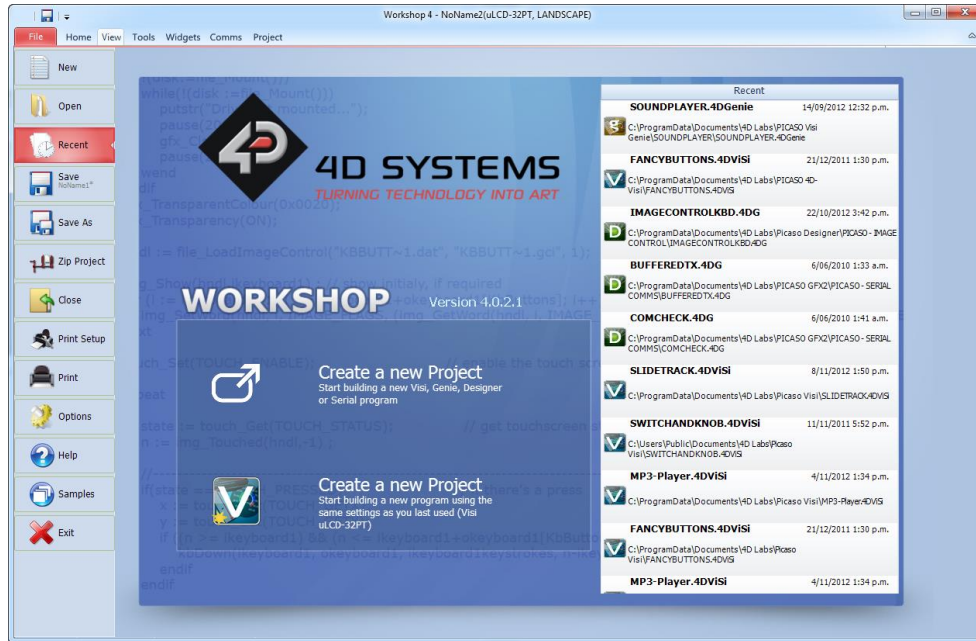 Workshop 4 - NoName2(uLCD-32PT, LANDSCAPE)
File Home View Tools Widgets Comms Project
New
Open
Recent
Save
NoName1*
Save As
Zip Project
Close
Print Setup
Print
Options
Help
Samples
Exit
4D SYSTEMS
TURNING TECHNOLOGY INTO ART
WORKSHOP Version 4.0.2.1
Create a new Project
Start building a new Visi, Genie, Designer
or Serial program
Create a new Project
Start building a new program using the
same settings as you last used (Visi
uLCD-32PT)
Recent
SOUNDPLAYER.4DGenie 14/09/2012 12:32 p.m.
C:\ProgramData\Documents\4D Labs\PICASO Visi
Genie\SOUNDPLAYER\SOUNDPLAYER.4DGenie
FANCYBUTTONS.4DViSi 21/12/2011 1:30 p.m.
C:\ProgramData\Documents\4D Labs\PICASO 4D-
Visi\FANCYBUTTONS.4DViSi
IMAGECONTROLKBD.4DG 22/10/2012 3:42 p.m.
C:\ProgramData\Documents\4D Labs\Picaso Designer\PICASO - IMAGE
CONTROL\IMAGECONTROLKBD.4DG
BUFFEREDTX.4DG 6/06/2010 1:33 a.m.
C:\ProgramData\Documents\4D Labs\PICASO GFX2\PICASO - SERIAL
COMMS\BUFFEREDTX.4DG
COMCHECK.4DG 6/06/2010 1:41 a.m.
C:\ProgramData\Documents\4D Labs\PICASO GFX2\PICASO - SERIAL
COMMS\COMCHECK.4DG
SLIDETRACK.4DViSi 8/11/2012 1:50 p.m.
C:\ProgramData\Documents\4D Labs\Picaso Visi\SLIDETRACK.4DViSi
SWITCHANDKNOB.4DViSi 11/11/2011 5:52 p.m.
C:\Users\Public\Documents\4D Labs\Picaso
Visi\SWITCHANDKNOB.4DViSi
MP3-Player.4DViSi 4/11/2012 1:34 p.m.
C:\ProgramData\Documents\4D Labs\Picaso Visi\MP3-Player.4DViSi
FANCYBUTTONS.4DViSi 21/12/2011 1:30 p.m.
C:\ProgramData\Documents\4D Labs\Picaso
Visi\FANCYBUTTONS.4DViSi
MP3-Player.4DViSi 4/11/2012 1:34 p.m.